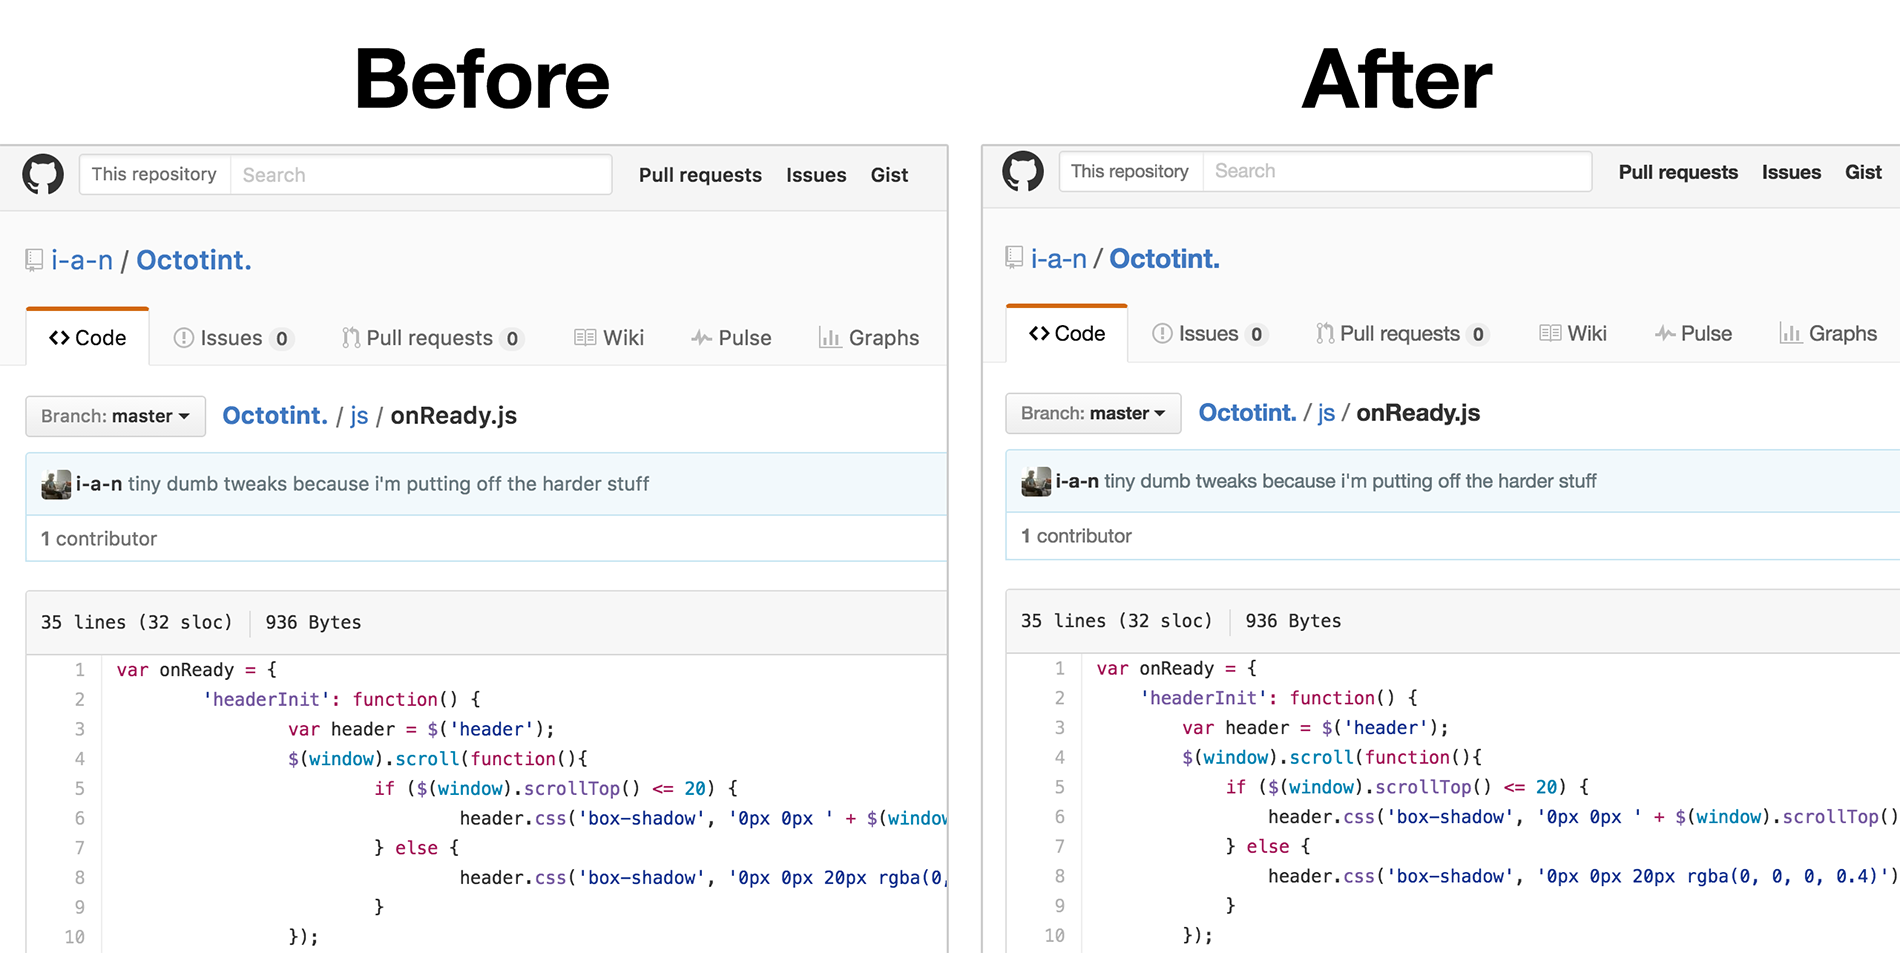 Before
This repository Search Pull requests Issues Gist
i-a-n / Octotint.
Code Issues 0 Pull requests 0 Wiki Pulse Graphs
Branch: master Octotint. / js / onReady.js
i-a-n tiny dumb tweaks because i'm putting off the harder stuff
1 contributor
35 lines (32 sloc) 936 Bytes
1 var onReady = {
2 'headerInit': function() {
3 var header = $('header');
4 $(window).scroll(function(){
5 if ($(window).scrollTop() <= 20) {
6 header.css('box-shadow', '0px 0px ' + $(window
7 } else {
8 header.css('box-shadow', '0px 0px 20px rgba(0,
9 }
10 });
After
This repository Search Pull requests Issues Gist
i-a-n / Octotint.
Code Issues 0 Pull requests 0 Wiki Pulse Graphs
Branch: master Octotint. / js / onReady.js
i-a-n tiny dumb tweaks because i'm putting off the harder stuff
1 contributor
35 lines (32 sloc) 936 Bytes
1 var onReady = {
2 'headerInit': function() {
3 var header = $('header');
4 $(window).scroll(function(){
5 if ($(window).scrollTop() <= 20) {
6 header.css('box-shadow', '0px 0px ' + $(window).scrollTop()
7 } else {
8 header.css('box-shadow', '0px 0px 20px rgba(0, 0, 0, 0.4)')
9 }
10 });